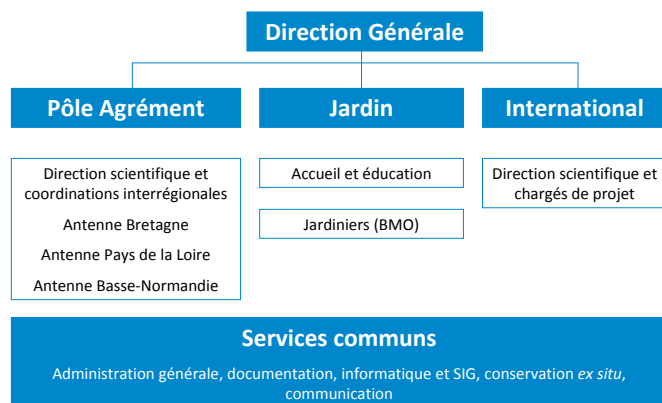 Direction Générale
Pôle Agrément
Jardin
International
Direction scientifique et
coordinations interrégionales
Antenne Bretagne
Antenne Pays de la Loire
Antenne Basse-Normandie
Accueil et éducation
Jardiniers (BMO)
Direction scientifique et
chargés de projet
Services communs
Administration générale, documentation, informatique et SIG, conservation ex situ,
communication